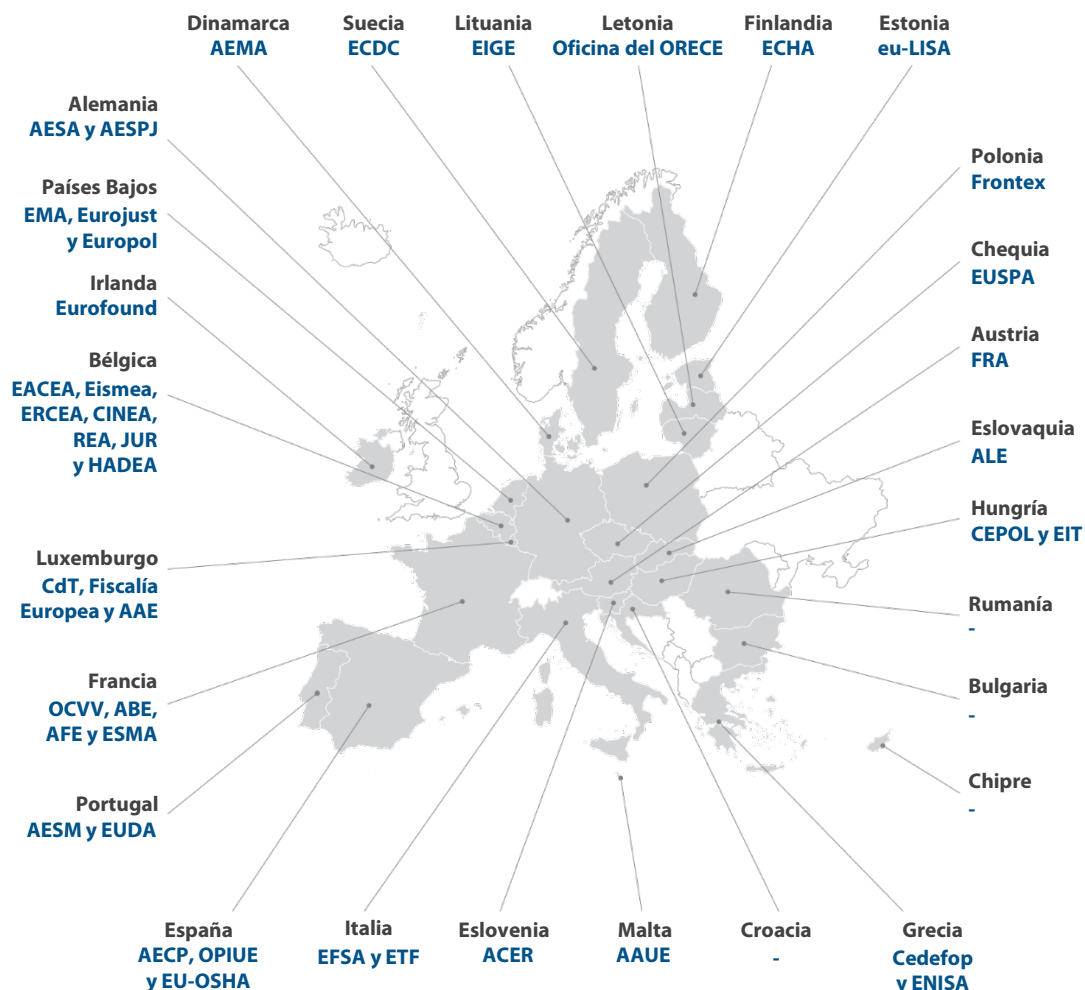 Dinamarca
AEMA
Suecia
ECDC
Lituania
EIGE
Letonia
Oficina del ORECE
Finlandia
ECHA
Estonia
eu-LISA
Alemania
AESA y AESPJ
Países Bajos
EMA, Eurojust
y Europol
Irlanda
Eurofound
Bélgica
EACEA, Eismea,
ERCEA, CINEA,
REA, JUR
y HADEA
Luxemburgo
CdT, Fiscalía
Europea y AAE
Francia
OCVV, ABE,
AFE y ESMA
Portugal
AESM y EUDA
Polonia
Frontex
Chequia
EUSPA
Austria
FRA
Eslovaquia
ALE
Hungría
CEPOL y EIT
Rumanía
-
Bulgaria
-
Chipre
-
España
AECP, OPIUE
y EU-OSHA
Italia
EFSA y ETF
Eslovenia
ACER
Malta
AAUE
Croacia
-
Grecia
Cedefop
y ENISA